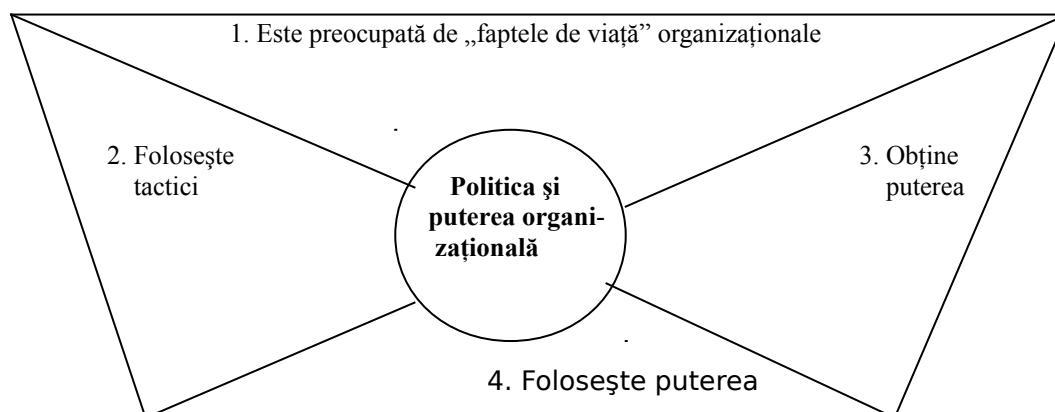 1. Este preocupată de „faptele de viață” organizaționale
2. Foloseşte
tactici
3. Obține
puterea
Politica şi
puterea organi-
zațională
4. Foloseşte puterea